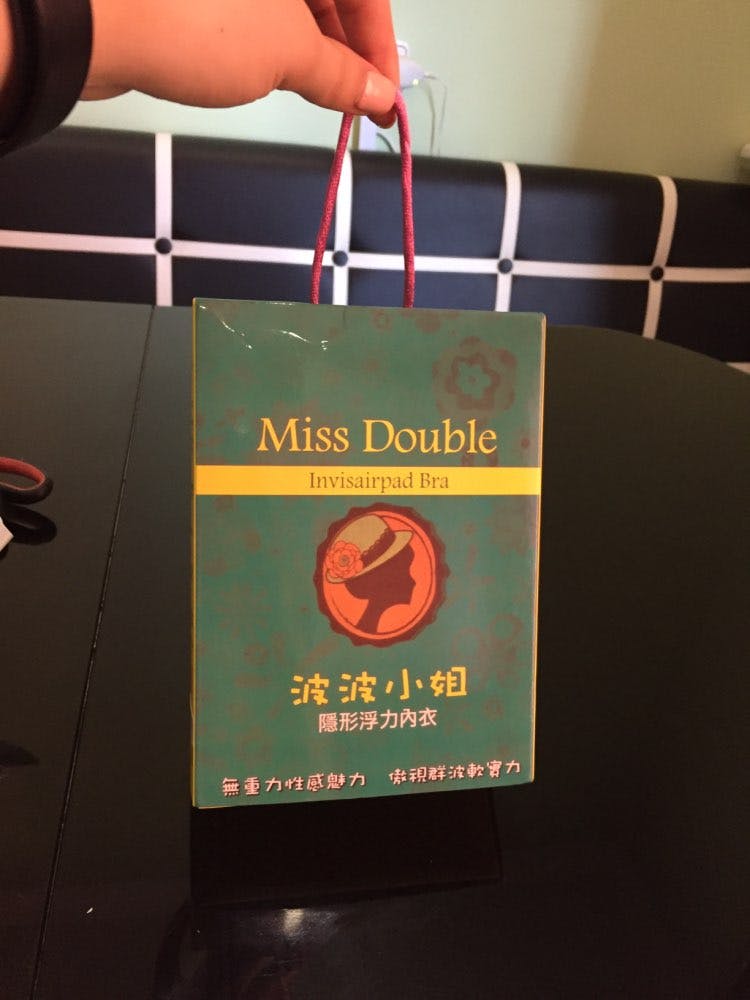 Miss Double
Invisairpad Bra
波波小姐
隱形浮力內衣
無重力性感魅力 傲視群波軟實力